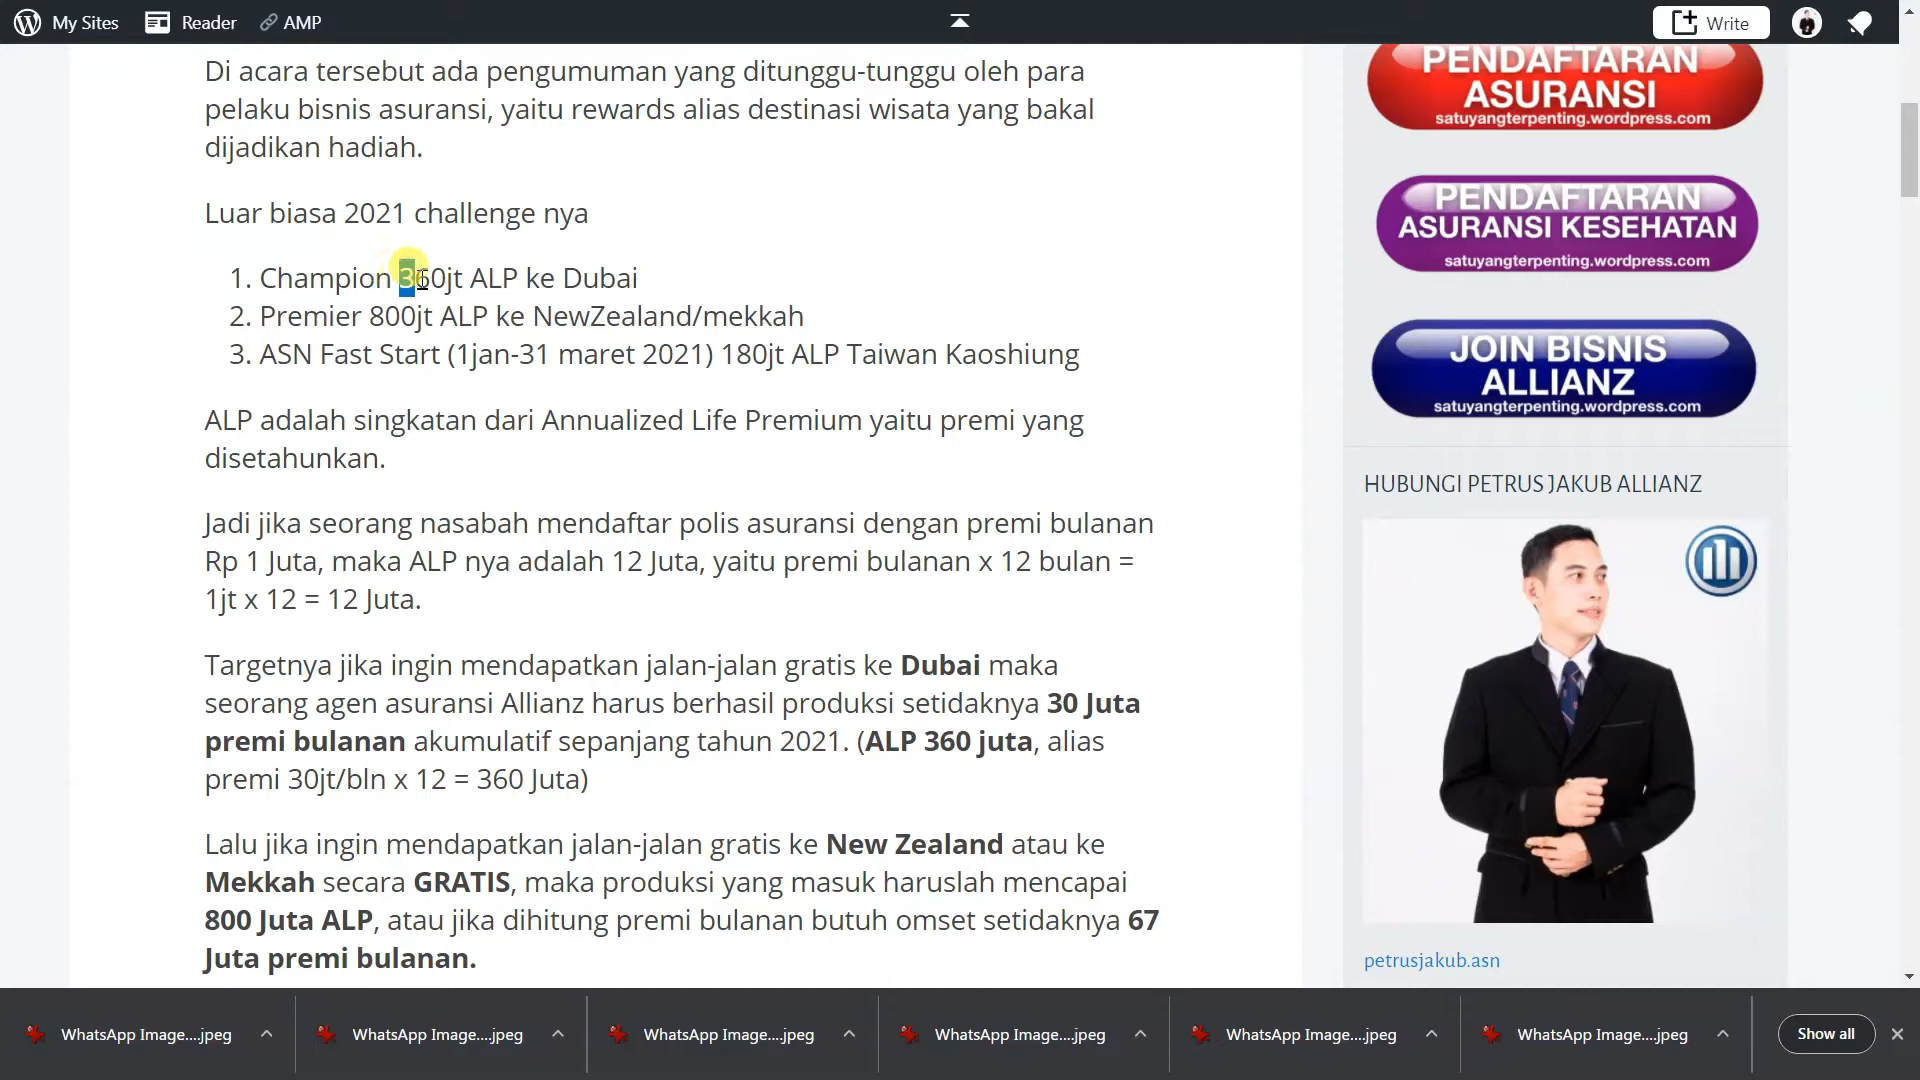 My Sites
Reader
AMP
Write
Di acara tersebut ada pengumuman yang ditunggu-tunggu oleh para
pelaku bisnis asuransi, yaitu rewards alias destinasi wisata yang bakal
dijadikan hadiah.
Luar biasa 2021 challenge nya
1. Champion 360jt ALP ke Dubai
2. Premier 800jt ALP ke NewZealand/mekkah
3. ASN Fast Start (1jan-31 maret 2021) 180jt ALP Taiwan Kaoshiung
ALP adalah singkatan dari Annualized Life Premium yaitu premi yang
disetahunkan.
Jadi jika seorang nasabah mendaftar polis asuransi dengan premi bulanan
Rp 1 Juta, maka ALP nya adalah 12 Juta, yaitu premi bulanan x 12 bulan =
1jt x 12 = 12 Juta.
Targetnya jika ingin mendapatkan jalan-jalan gratis ke Dubai maka
seorang agen asuransi Allianz harus berhasil produksi setidaknya 30 Juta
premi bulanan akumulatif sepanjang tahun 2021. (ALP 360 juta, alias
premi 30jt/bln x 12 = 360 Juta)
Lalu jika ingin mendapatkan jalan-jalan gratis ke New Zealand atau ke
Mekkah secara GRATIS, maka produksi yang masuk haruslah mencapai
800 Juta ALP, atau jika dihitung premi bulanan butuh omset setidaknya 67
Juta premi bulanan.
PENDAFTARAN
ASURANSI
satuyangterpenting.wordpress.com
PENDAFTARAN
ASURANSI KESEHATAN
satuyangterpenting.wordpress.com
JOIN BISNIS
ALLIANZ
satuyangterpenting.wordpress.com
HUBUNGI PETRUS JAKUB ALLIANZ
petrusjakub.asn
WhatsApp Image....jpeg
WhatsApp Image....jpeg
WhatsApp Image....jpeg
WhatsApp Image....jpeg
WhatsApp Image....jpeg
WhatsApp Image....jpeg
Show all